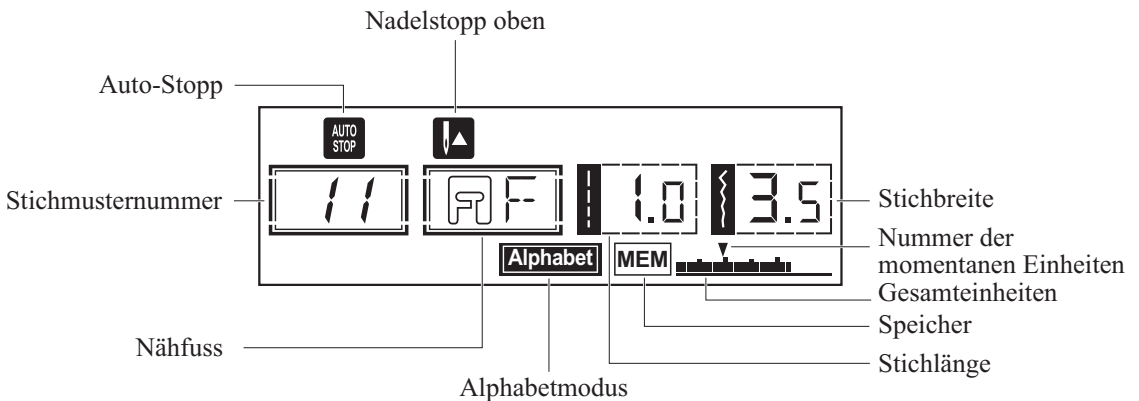 Nadelstopp oben
Auto-Stopp
AUTO
STOP
Stichmusternummer
11
F
1.0
3.5
Stichbreite
Nummer der
momentanen Einheiten
Alphabet
MEM
Gesamteinheiten
Speicher
Nähfuss
Stichlänge
Alphabetmodus